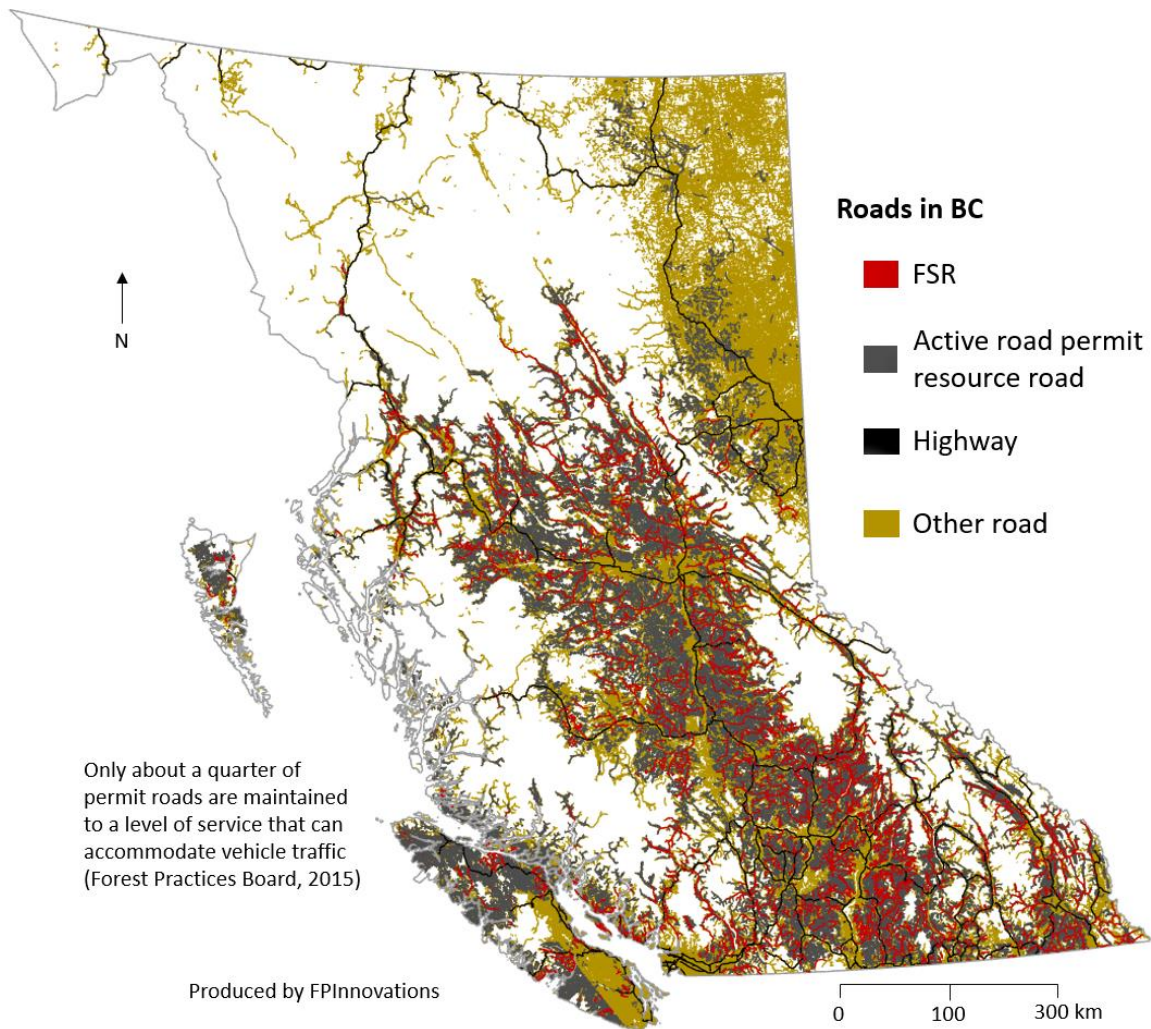 Roads in BC
FSR
Active road permit
resource road
Highway
Other road
N
Only about a quarter of
permit roads are maintained
to a level of service that can
accommodate vehicle traffic
(Forest Practices Board, 2015)
Produced by FPInnovations
0 100 300 km